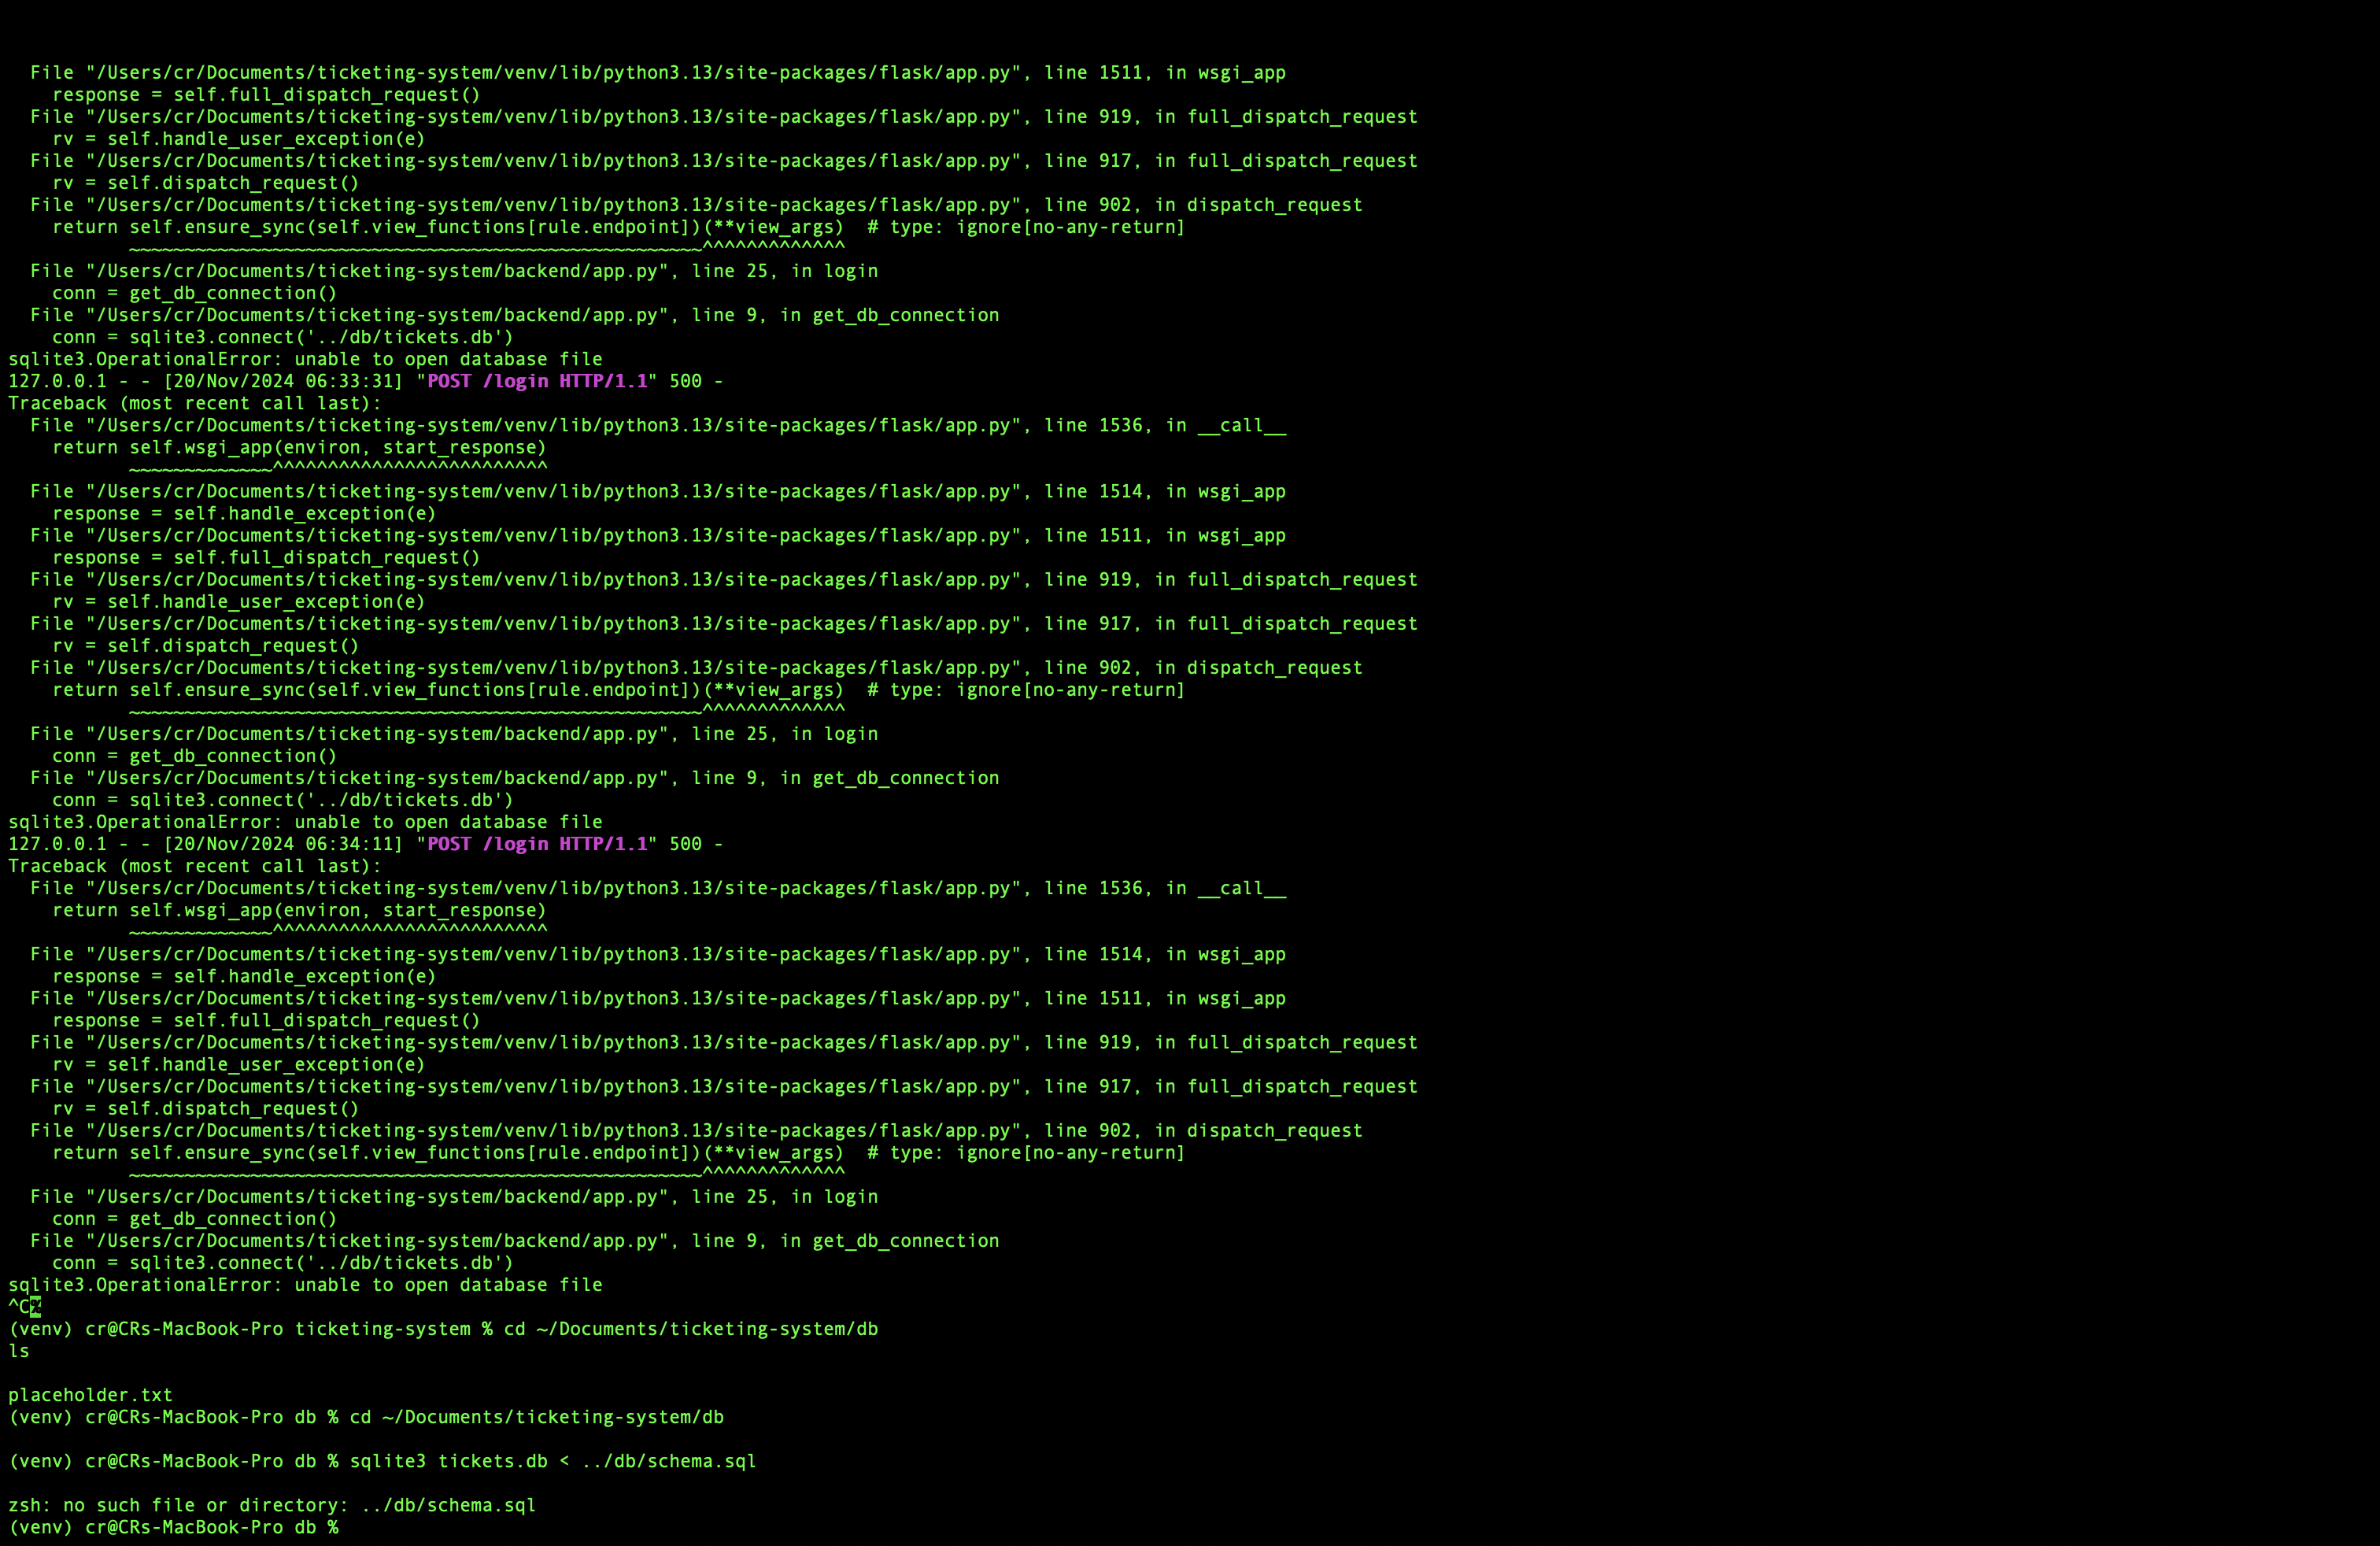 File "/Users/cr/Documents/ticketing-system/venv/lib/python3.13/site-packages/flask/app.py", line 1511, in wsgi_app
response = self.full_dispatch_request()
File "/Users/cr/Documents/ticketing-system/venv/lib/python3.13/site-packages/flask/app.py", line 919, in full_dispatch_request
rv = self.handle_user_exception(e)
File "/Users/cr/Documents/ticketing-system/venv/lib/python3.13/site-packages/flask/app.py", line 917, in full_dispatch_request
rv = self.dispatch_request()
File "/Users/cr/Documents/ticketing-system/venv/lib/python3.13/site-packages/flask/app.py", line 902, in dispatch_request
return self.ensure_sync(self.view_functions[rule.endpoint])(**view_args)  # type: ignore[no-any-return]
~~~~~~~~~~~~~~~~~~~~~~~~~~~~~~~~~~~~~~~~~~~~~~~~~~~~^^^^^^^^^^^^^
File "/Users/cr/Documents/ticketing-system/backend/app.py", line 25, in login
conn = get_db_connection()
File "/Users/cr/Documents/ticketing-system/backend/app.py", line 9, in get_db_connection
conn = sqlite3.connect('../db/tickets.db')
sqlite3.OperationalError: unable to open database file
127.0.0.1 - - [20/Nov/2024 06:33:31] "POST /login HTTP/1.1" 500 -
Traceback (most recent call last):
File "/Users/cr/Documents/ticketing-system/venv/lib/python3.13/site-packages/flask/app.py", line 1536, in __call__
return self.wsgi_app(environ, start_response)
~~~~~~~~~~~~~^^^^^^^^^^^^^^^^^^^^^^^^^
File "/Users/cr/Documents/ticketing-system/venv/lib/python3.13/site-packages/flask/app.py", line 1514, in wsgi_app
response = self.handle_exception(e)
File "/Users/cr/Documents/ticketing-system/venv/lib/python3.13/site-packages/flask/app.py", line 1511, in wsgi_app
response = self.full_dispatch_request()
File "/Users/cr/Documents/ticketing-system/venv/lib/python3.13/site-packages/flask/app.py", line 919, in full_dispatch_request
rv = self.handle_user_exception(e)
File "/Users/cr/Documents/ticketing-system/venv/lib/python3.13/site-packages/flask/app.py", line 917, in full_dispatch_request
rv = self.dispatch_request()
File "/Users/cr/Documents/ticketing-system/venv/lib/python3.13/site-packages/flask/app.py", line 902, in dispatch_request
return self.ensure_sync(self.view_functions[rule.endpoint])(**view_args)  # type: ignore[no-any-return]
~~~~~~~~~~~~~~~~~~~~~~~~~~~~~~~~~~~~~~~~~~~~~~~~~~~~^^^^^^^^^^^^^
File "/Users/cr/Documents/ticketing-system/backend/app.py", line 25, in login
conn = get_db_connection()
File "/Users/cr/Documents/ticketing-system/backend/app.py", line 9, in get_db_connection
conn = sqlite3.connect('../db/tickets.db')
sqlite3.OperationalError: unable to open database file
127.0.0.1 - - [20/Nov/2024 06:34:11] "POST /login HTTP/1.1" 500 -
Traceback (most recent call last):
File "/Users/cr/Documents/ticketing-system/venv/lib/python3.13/site-packages/flask/app.py", line 1536, in __call__
return self.wsgi_app(environ, start_response)
~~~~~~~~~~~~~^^^^^^^^^^^^^^^^^^^^^^^^^
File "/Users/cr/Documents/ticketing-system/venv/lib/python3.13/site-packages/flask/app.py", line 1514, in wsgi_app
response = self.handle_exception(e)
File "/Users/cr/Documents/ticketing-system/venv/lib/python3.13/site-packages/flask/app.py", line 1511, in wsgi_app
response = self.full_dispatch_request()
File "/Users/cr/Documents/ticketing-system/venv/lib/python3.13/site-packages/flask/app.py", line 919, in full_dispatch_request
rv = self.handle_user_exception(e)
File "/Users/cr/Documents/ticketing-system/venv/lib/python3.13/site-packages/flask/app.py", line 917, in full_dispatch_request
rv = self.dispatch_request()
File "/Users/cr/Documents/ticketing-system/venv/lib/python3.13/site-packages/flask/app.py", line 902, in dispatch_request
return self.ensure_sync(self.view_functions[rule.endpoint])(**view_args)  # type: ignore[no-any-return]
~~~~~~~~~~~~~~~~~~~~~~~~~~~~~~~~~~~~~~~~~~~~~~~~~~~~^^^^^^^^^^^^^
File "/Users/cr/Documents/ticketing-system/backend/app.py", line 25, in login
conn = get_db_connection()
File "/Users/cr/Documents/ticketing-system/backend/app.py", line 9, in get_db_connection
conn = sqlite3.connect('../db/tickets.db')
sqlite3.OperationalError: unable to open database file
^C%
(venv) cr@CRs-MacBook-Pro ticketing-system % cd ~/Documents/ticketing-system/db
ls
placeholder.txt
(venv) cr@CRs-MacBook-Pro db % cd ~/Documents/ticketing-system/db
(venv) cr@CRs-MacBook-Pro db % sqlite3 tickets.db < ../db/schema.sql
zsh: no such file or directory: ../db/schema.sql
(venv) cr@CRs-MacBook-Pro db %